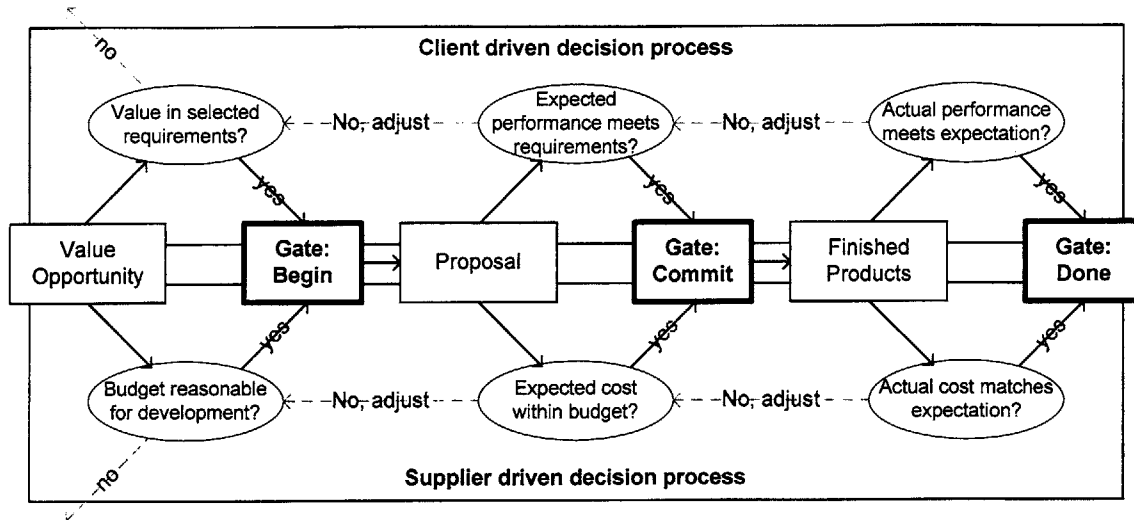 no
Client driven decision process
Value in selected
requirements?
No, adjust
Expected
performance meets
requirements?
No, adjust
Actual performance
meets expectation?
yes
yes
yes
Value
Opportunity
Gate:
Begin
Proposal
Gate:
Commit
Finished
Products
Gate:
Done
yes
yes
yes
Budget reasonable
for development?
No, adjust
Expected cost
within budget?
No, adjust
Actual cost matches
expectation?
no
Supplier driven decision process